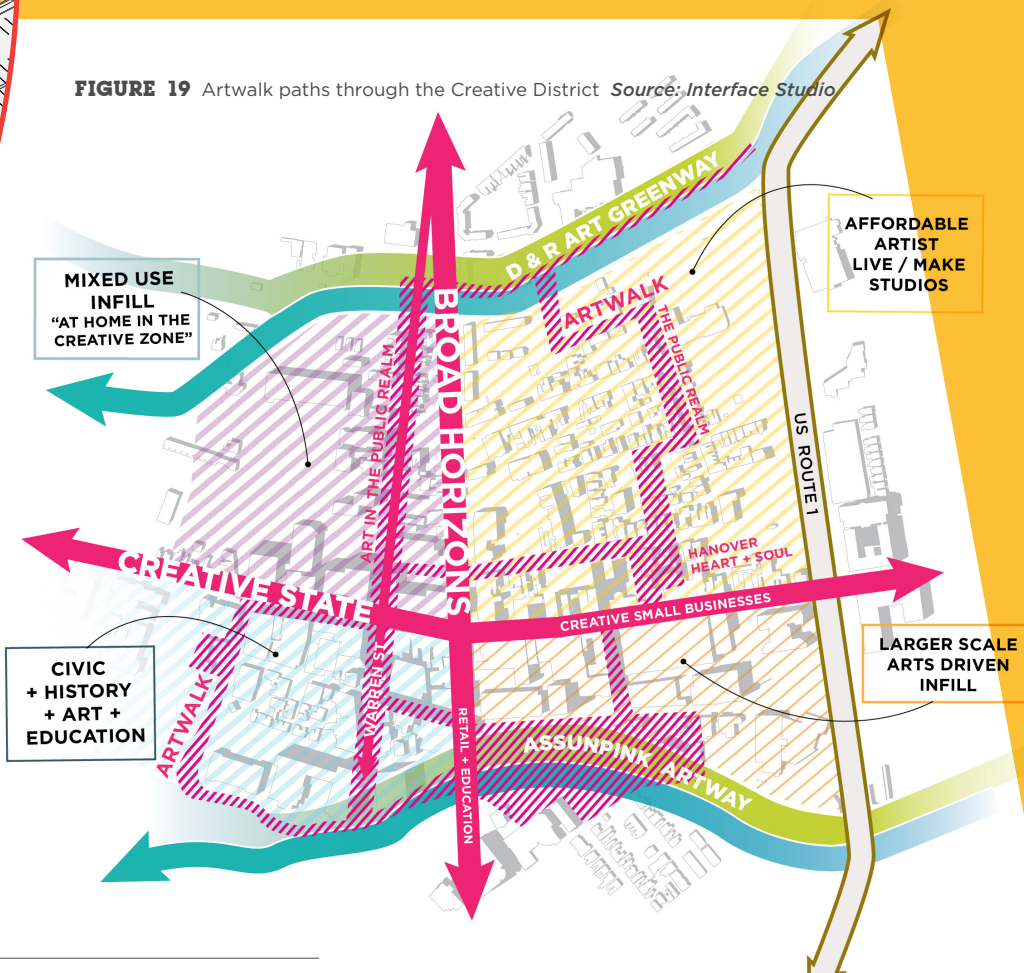 FIGURE 19 Artwalk paths through the Creative District Source: Interface Studio
D & R ART GREENWAY
AFFORDABLE
ARTIST
LIVE / MAKE
STUDIOS
MIXED USE
INFILL
“AT HOME IN THE
CREATIVE ZONE”
ARTWALK
THE PUBLIC REALM
BROAD HORIZONS
ART IN THE PUBLIC REALM
US ROUTE 1
HANOVER
HEART + SOUL
CREATIVE STATE
CREATIVE SMALL BUSINESSES
CIVIC
+ HISTORY
+ ART +
EDUCATION
ARTWALK
WARREN ST
RETAIL + EDUCATION
LARGER SCALE
ARTS DRIVEN
INFILL
ASSUNPINK ARTWAY